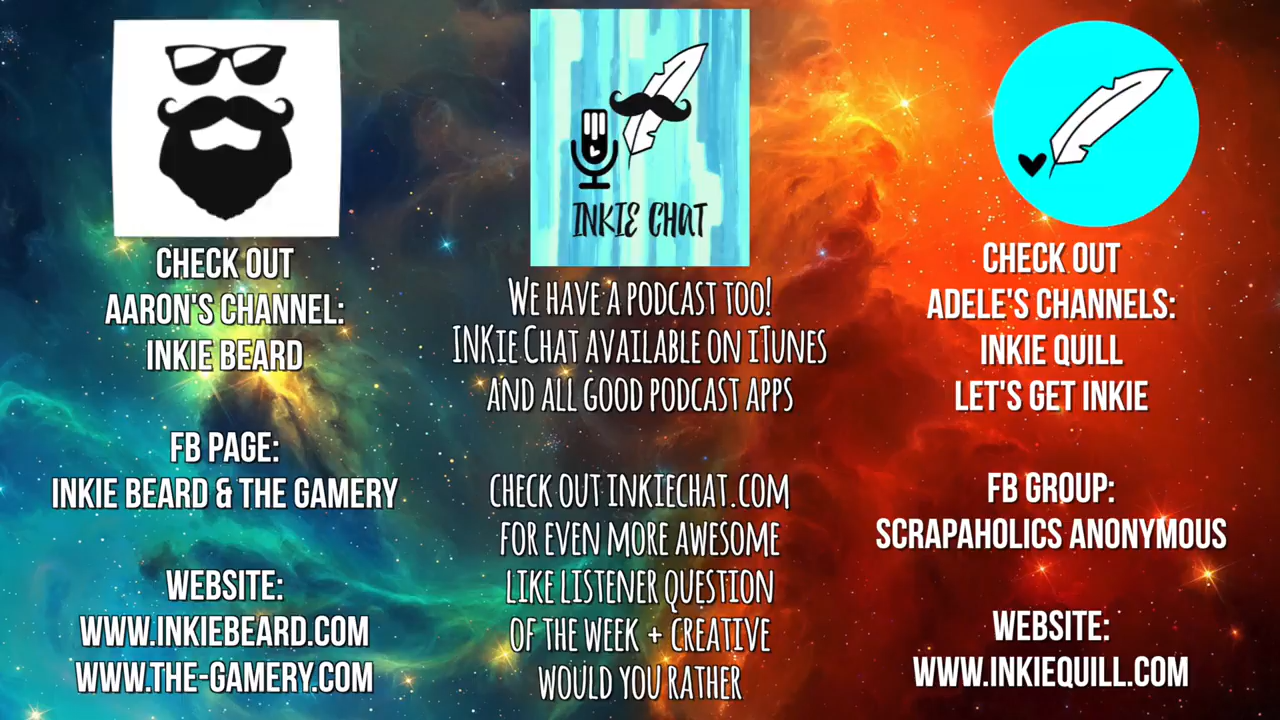 CHECK OUT
AARON'S CHANNEL:
INKIE BEARD
FB PAGE:
INKIE BEARD & THE GAMERY
WEBSITE:
WWW.INKIEBEARD.COM
WWW.THE-GAMERY.COM
INKIE CHAT
WE HAVE A PODCAST TOO!
INKIE CHAT AVAILABLE ON ITUNES
AND ALL GOOD PODCAST APPS
CHECK OUT INKIECHAT.COM
FOR EVEN MORE AWESOME
LIKE LISTENER QUESTION
OF THE WEEK + CREATIVE
WOULD YOU RATHER
CHECK OUT
ADELE'S CHANNELS:
INKIE QUILL
LET'S GET INKIE
FB GROUP:
SCRAPAHOLICS ANONYMOUS
WEBSITE:
WWW.INKIEQUILL.COM